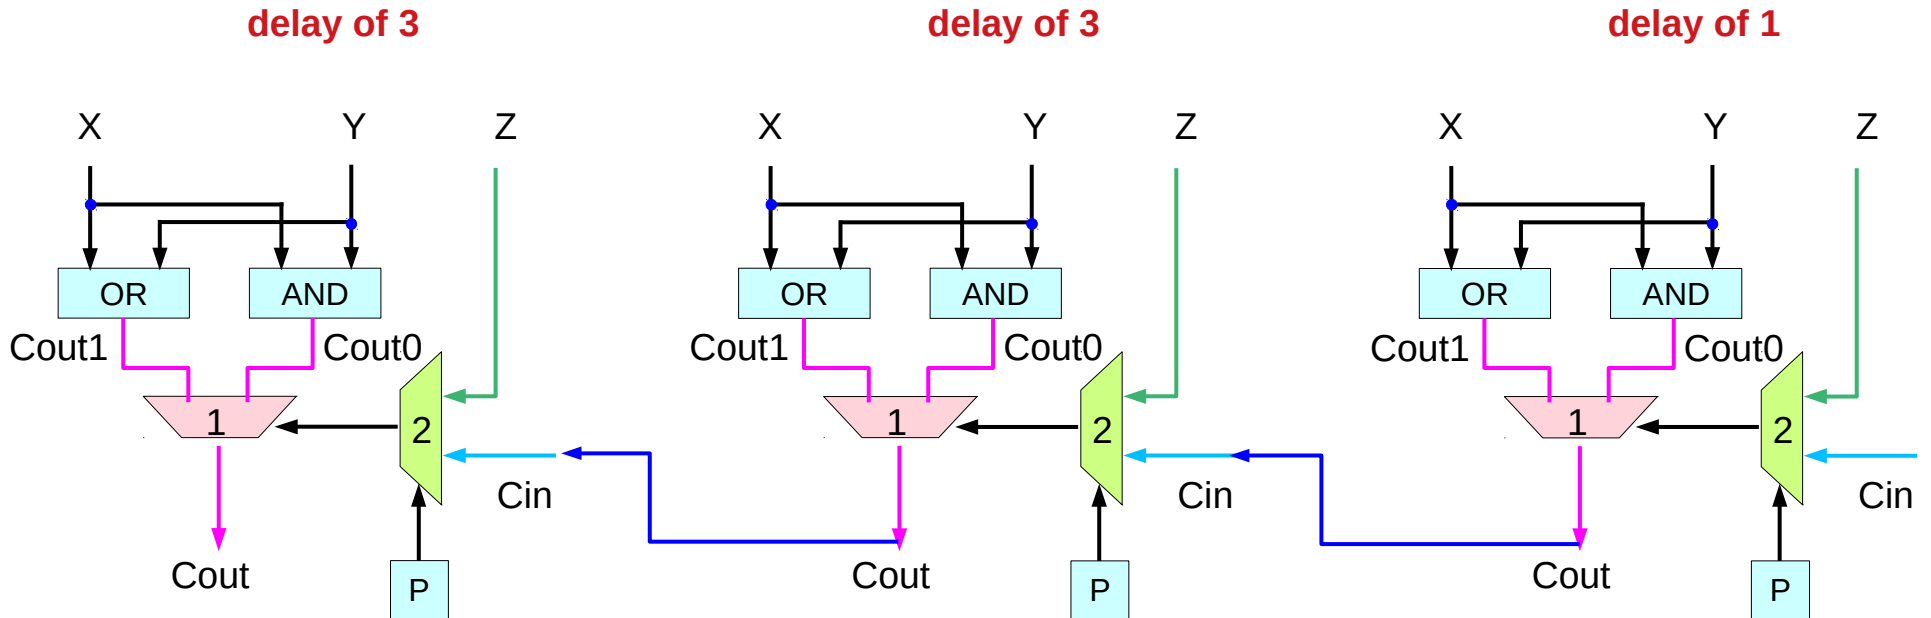 delay of 3 delay of 3 delay of 1
X Y Z X Y Z X Y Z
OR AND OR AND OR AND
Cout1 Cout0 Cout1 Cout0 Cout1 Cout0
1 2 1 2 1 2
Cin Cin Cin
Cout Cout Cout
P P P